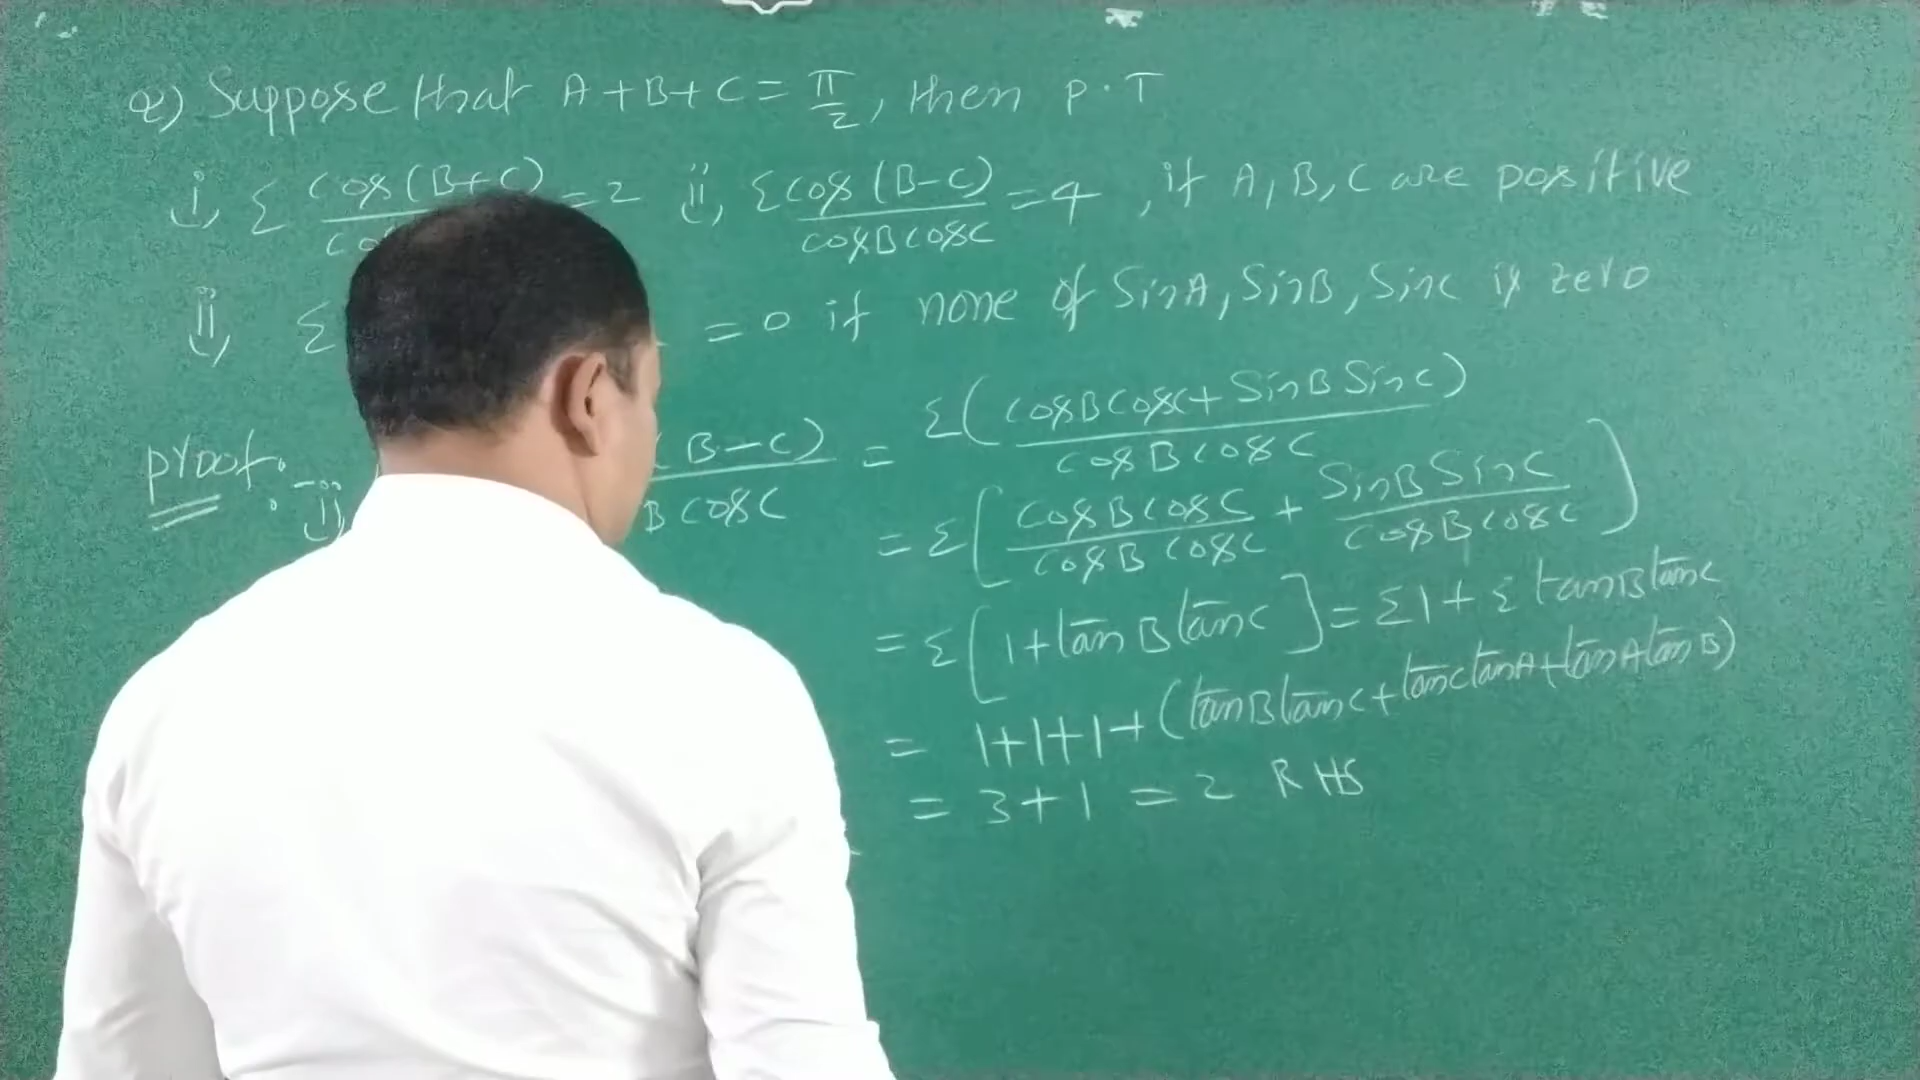 Q) Suppose that A+B+C = π/2, then P.T
i, Σ cos(B+C)/ = 2 ii, Σ cos(B-C)/cosB cosC = 4, if A, B, C are positive
ii, Σ = 0 if none of SinA, SinB, Sinc is zero
proof: ii, B-C)/B cosC = Σ(cosB cosc + SinB Sinc)/cosB cosC
= Σ[cosB cosC/cosB cosC + SinB SinC/cosB cosC]
= Σ[1+tanB tanC] = Σ1 + Σ tanB tanC
= 1+1+1+(tanB tanC + tanC tanA + tanA tanB)
= 3+1 = 2 RHS